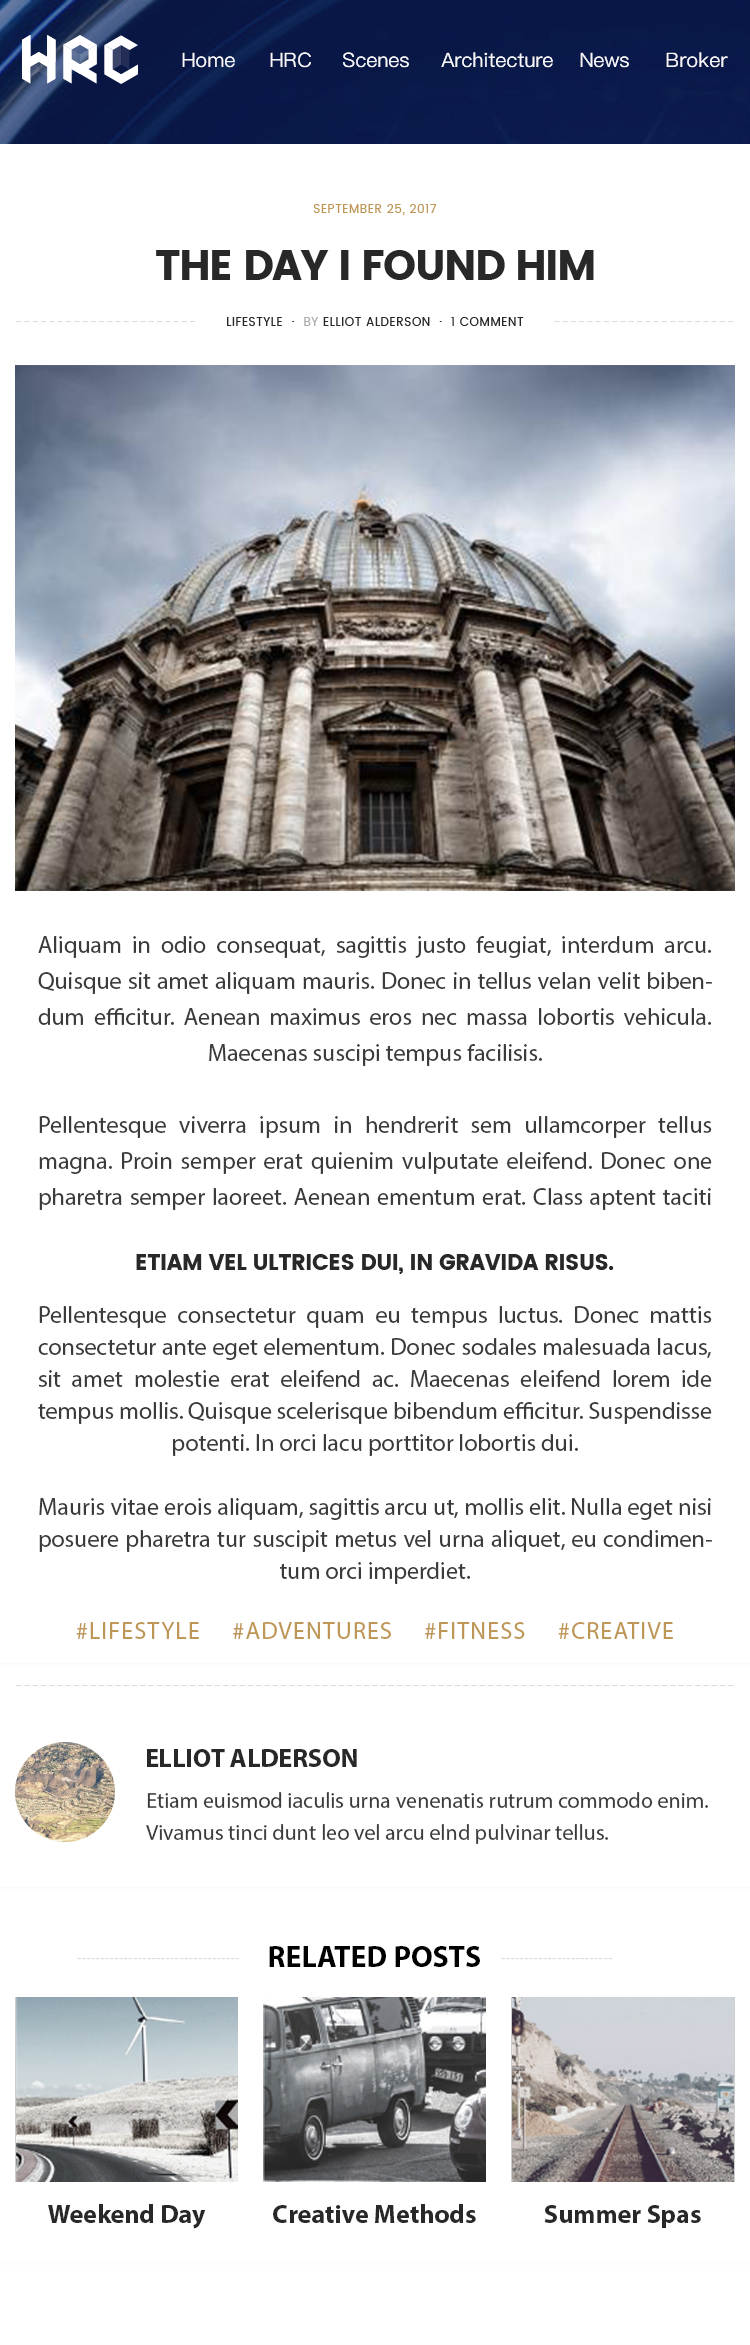 HRC
Home HRC Scenes Architecture News Broker
SEPTEMBER 25, 2017
THE DAY I FOUND HIM
LIFESTYLE · BY ELLIOT ALDERSON · 1 COMMENT
Aliquam in odio consequat, sagittis justo feugiat, interdum arcu.
Quisque sit amet aliquam mauris. Donec in tellus velan velit biben-
dum efficitur. Aenean maximus eros nec massa lobortis vehicula.
Maecenas suscipi tempus facilisis.
Pellentesque viverra ipsum in hendrerit sem ullamcorper tellus
magna. Proin semper erat quienim vulputate eleifend. Donec one
pharetra semper laoreet. Aenean ementum erat. Class aptent taciti
ETIAM VEL ULTRICES DUI, IN GRAVIDA RISUS.
Pellentesque consectetur quam eu tempus luctus. Donec mattis
consectetur ante eget elementum. Donec sodales malesuada lacus,
sit amet molestie erat eleifend ac. Maecenas eleifend lorem ide
tempus mollis. Quisque scelerisque bibendum efficitur. Suspendisse
potenti. In orci lacu porttitor lobortis dui.
Mauris vitae erois aliquam, sagittis arcu ut, mollis elit. Nulla eget nisi
posuere pharetra tur suscipit metus vel urna aliquet, eu condimen-
tum orci imperdiet.
#LIFESTYLE #ADVENTURES #FITNESS #CREATIVE
ELLIOT ALDERSON
Etiam euismod iaculis urna venenatis rutrum commodo enim.
Vivamus tinci dunt leo vel arcu elnd pulvinar tellus.
RELATED POSTS
Weekend Day Creative Methods Summer Spas